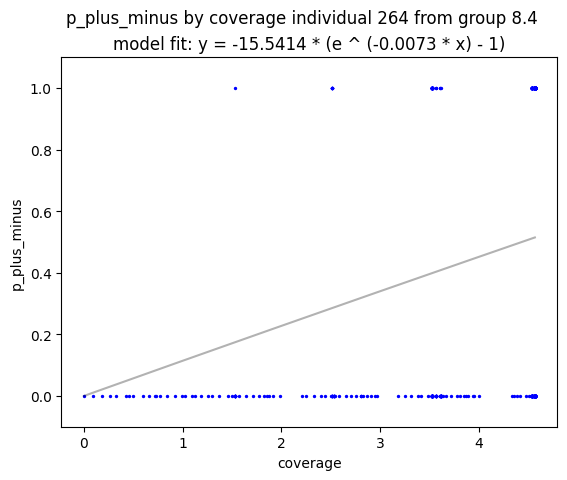 p_plus_minus by coverage individual 264 from group 8.4
model fit: y = -15.5414 * (e ^ (-0.0073 * x) - 1)
1.0
0.8
0.6
0.4
0.2
0.0
p_plus_minus
0 1 2 3 4
coverage